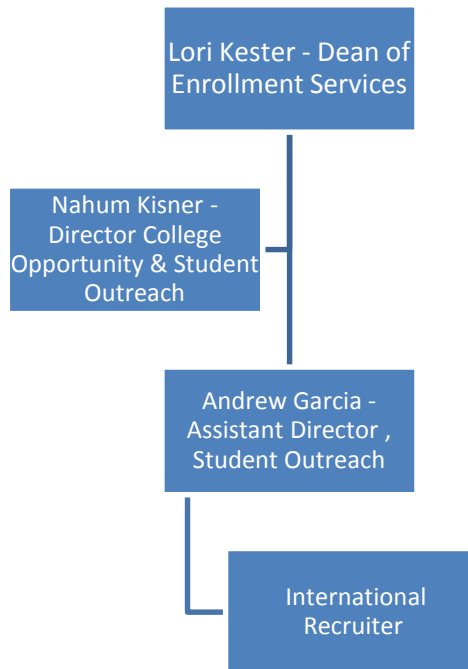 Lori Kester - Dean of
Enrollment Services
Nahum Kisner -
Director College
Opportunity & Student
Outreach
Andrew Garcia -
Assistant Director ,
Student Outreach
International
Recruiter